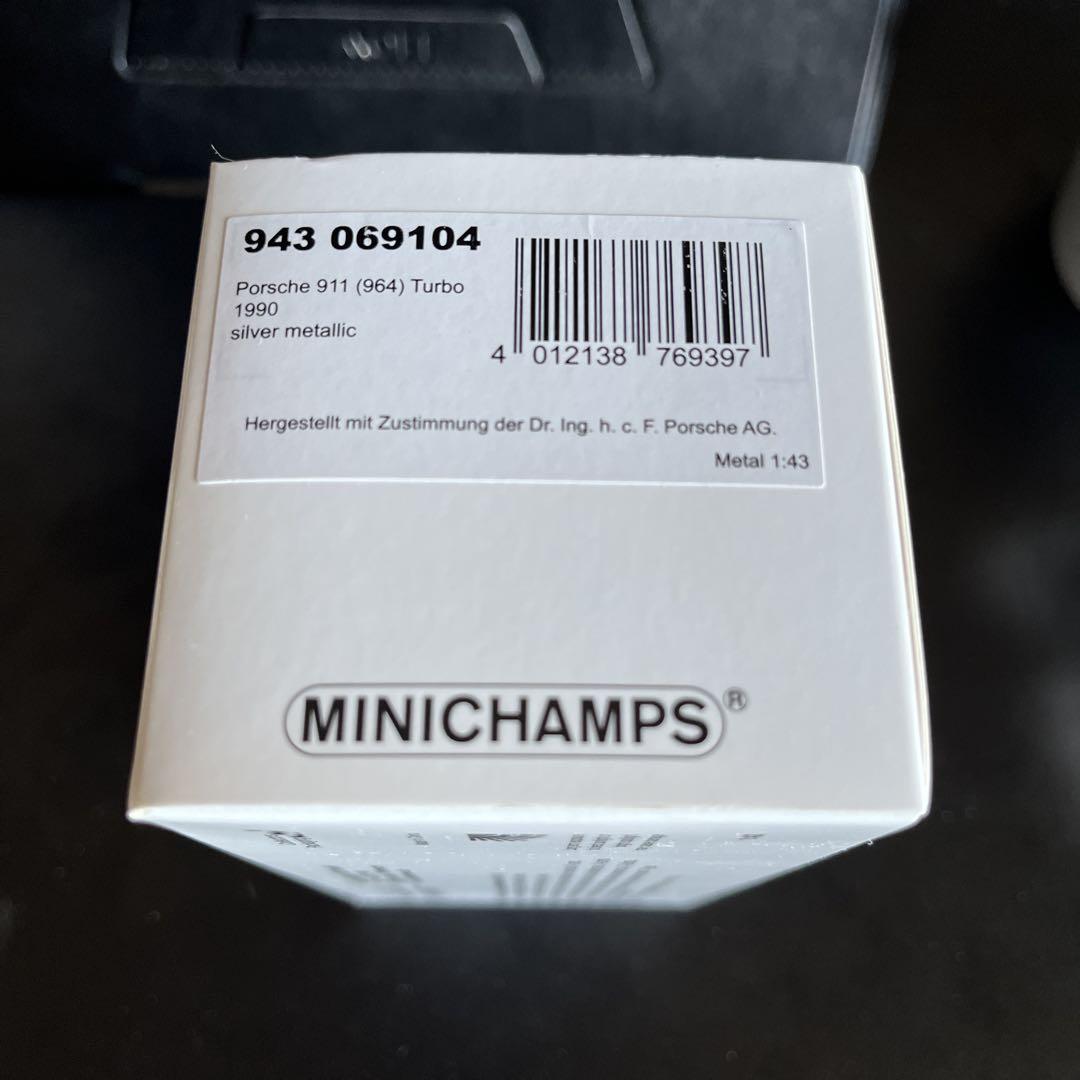 943 069104
Porsche 911 (964) Turbo
1990
silver metallic
4 012138 769397
Hergestellt mit Zustimmung der Dr. Ing. h. c. F. Porsche AG.
Metal 1:43
MINICHAMPS®